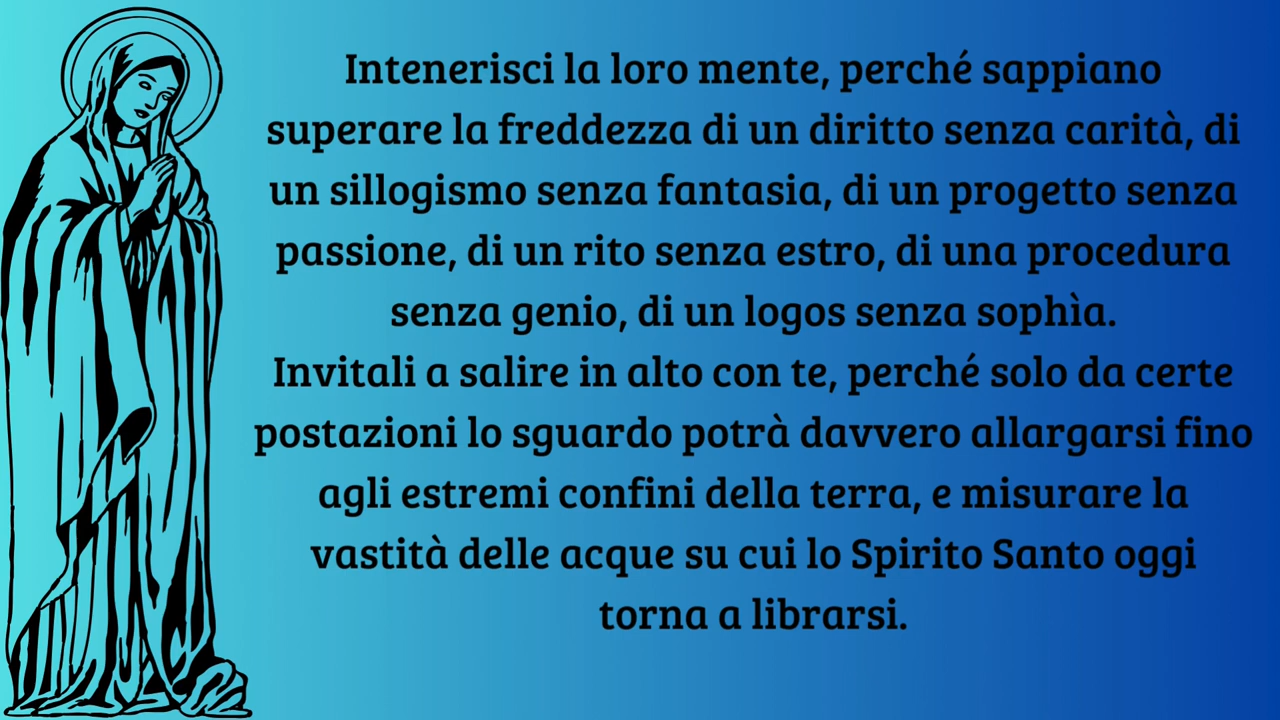 Intenerisci la loro mente, perché sappiano
superare la freddezza di un diritto senza carità, di
un sillogismo senza fantasia, di un progetto senza
passione, di un rito senza estro, di una procedura
senza genio, di un logos senza sophìa.
Invitali a salire in alto con te, perché solo da certe
postazioni lo sguardo potrà davvero allargarsi fino
agli estremi confini della terra, e misurare la
vastità delle acque su cui lo Spirito Santo oggi
torna a librarsi.